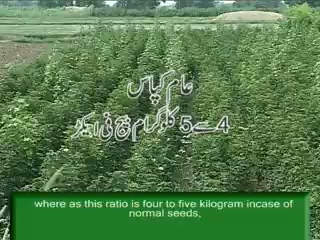 عام کپاس
4 سے 5 کلوگرام بیج فی ایکڑ
where as this ratio is four to five kilogram incase of
normal seeds,